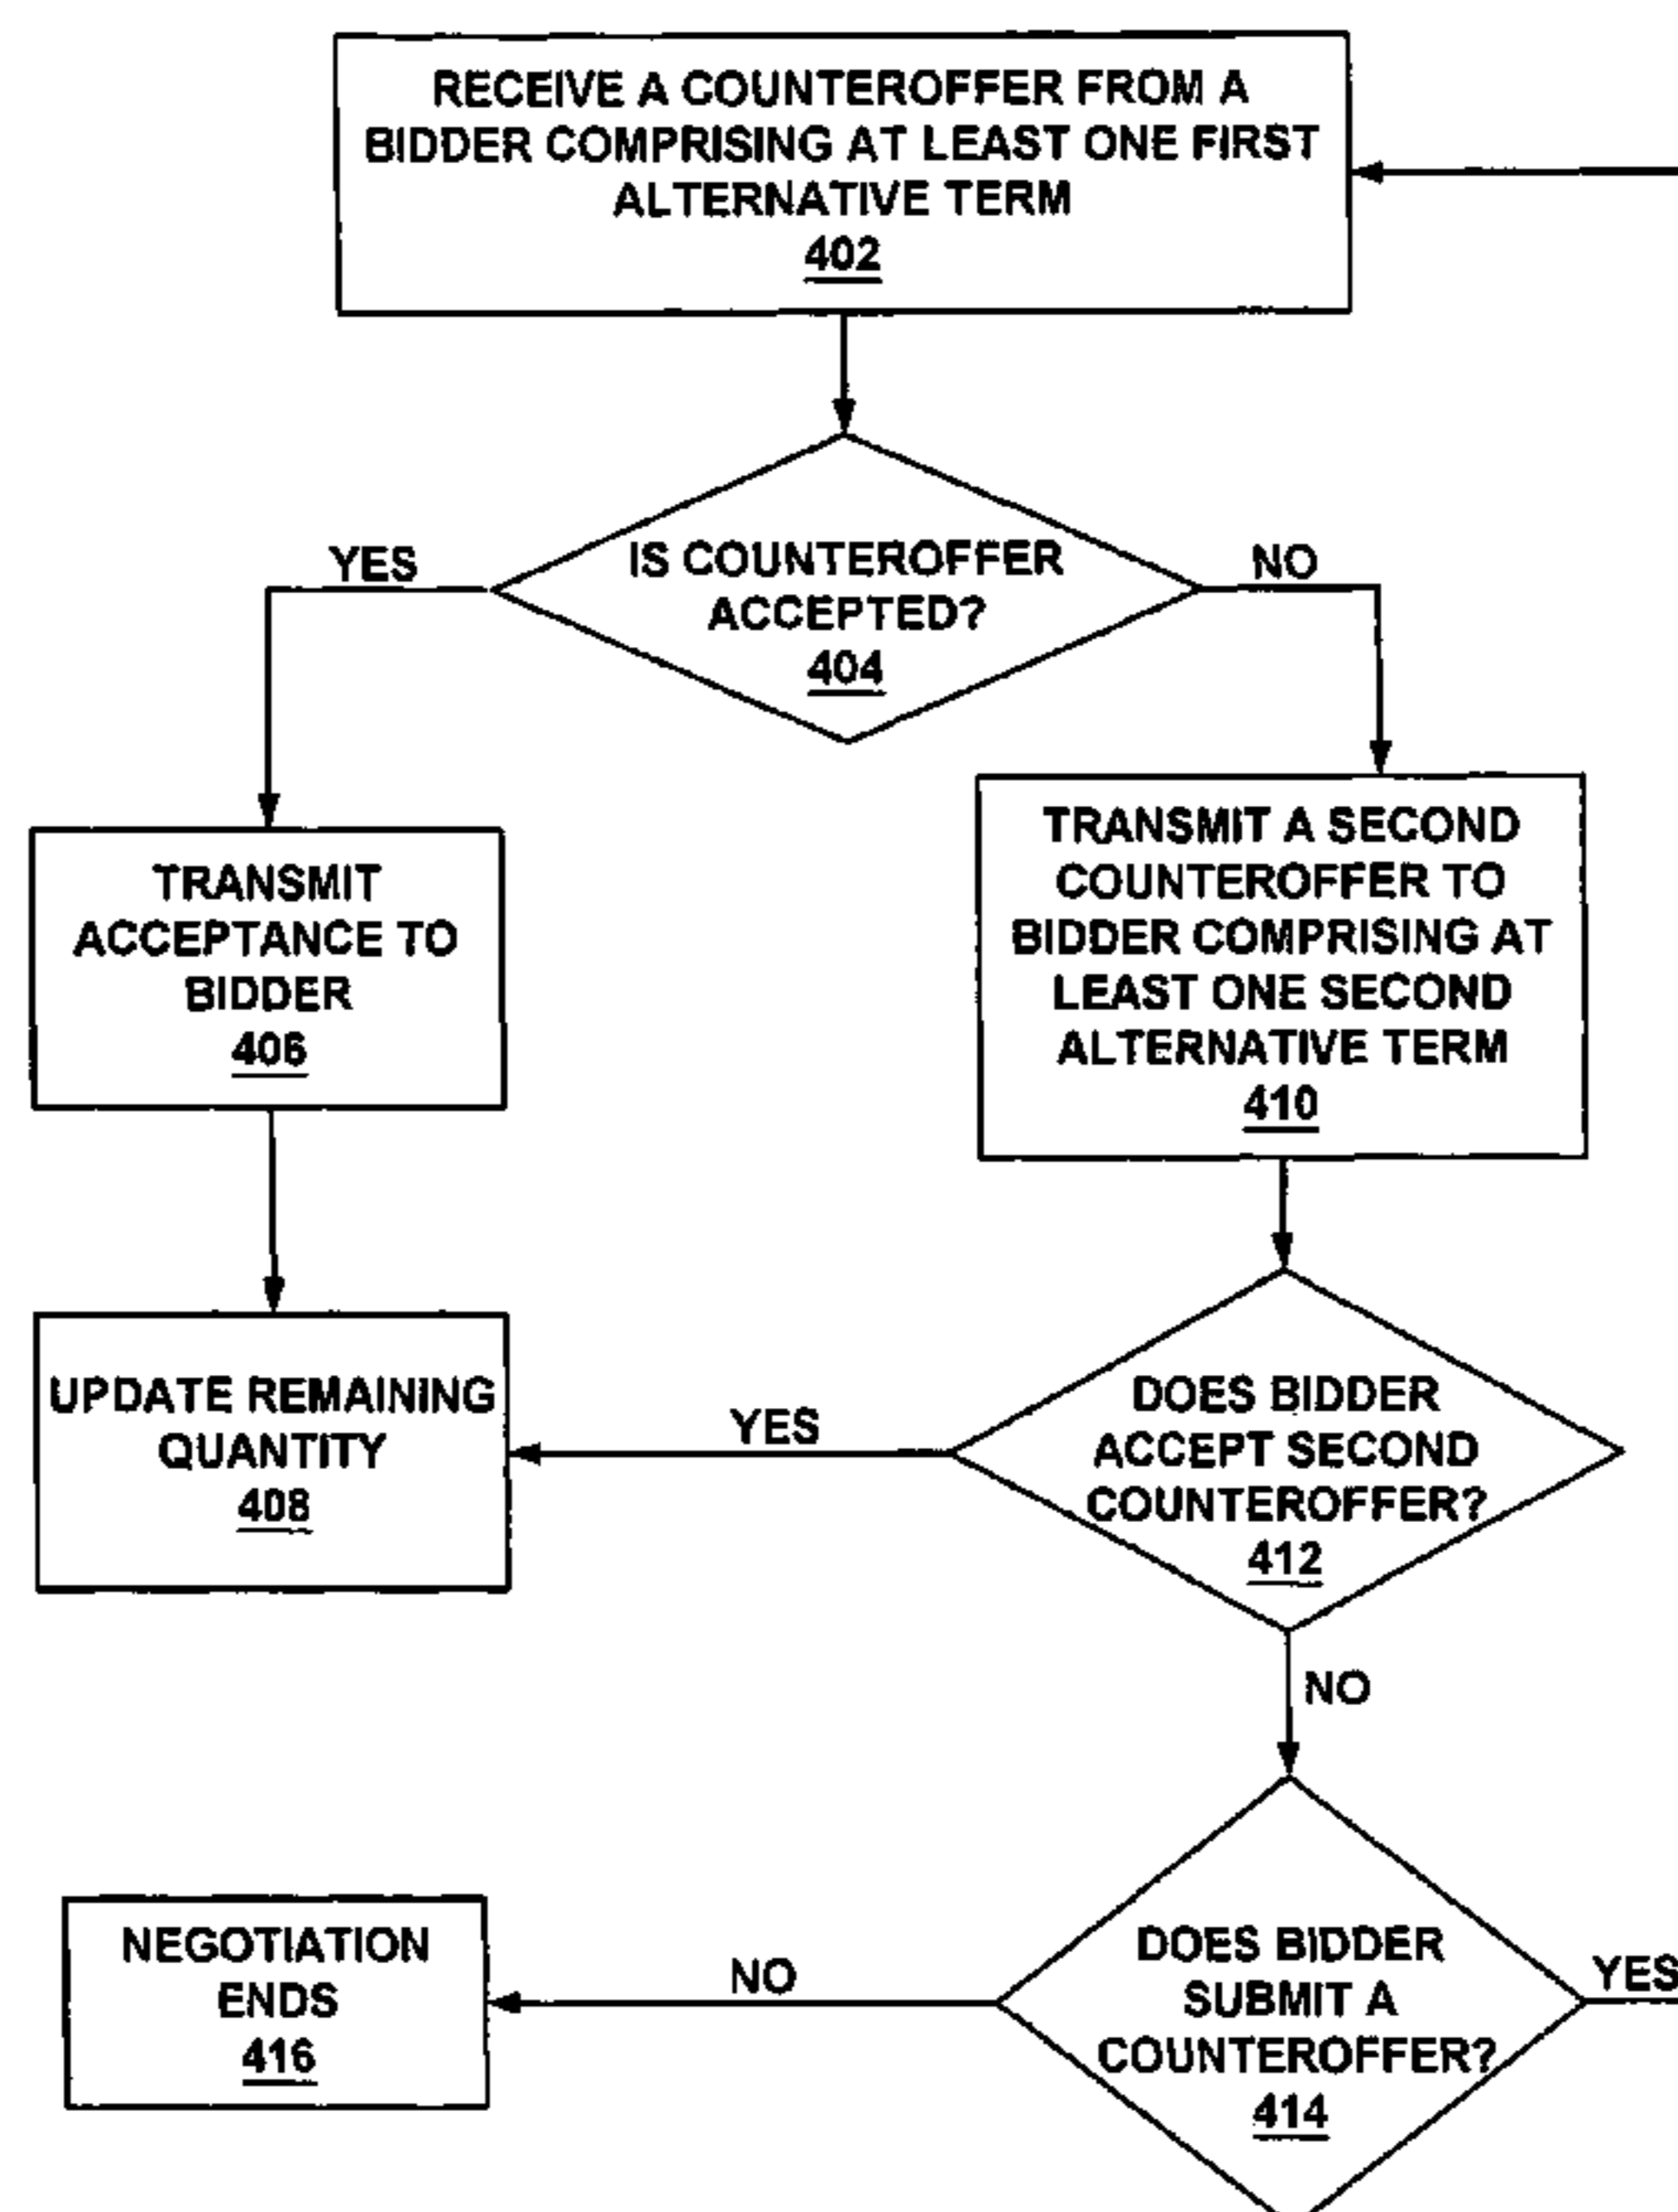 RECEIVE A COUNTEROFFER FROM A
BIDDER COMPRISING AT LEAST ONE FIRST
ALTERNATIVE TERM
402
YES
IS COUNTEROFFER
ACCEPTED?
404
NO
TRANSMIT
ACCEPTANCE TO
BIDDER
406
TRANSMIT A SECOND
COUNTEROFFER TO
BIDDER COMPRISING AT
LEAST ONE SECOND
ALTERNATIVE TERM
410
UPDATE REMAINING
QUANTITY
408
YES
DOES BIDDER
ACCEPT SECOND
COUNTEROFFER?
412
NO
NEGOTIATION
ENDS
416
NO
DOES BIDDER
SUBMIT A
COUNTEROFFER?
414
YES